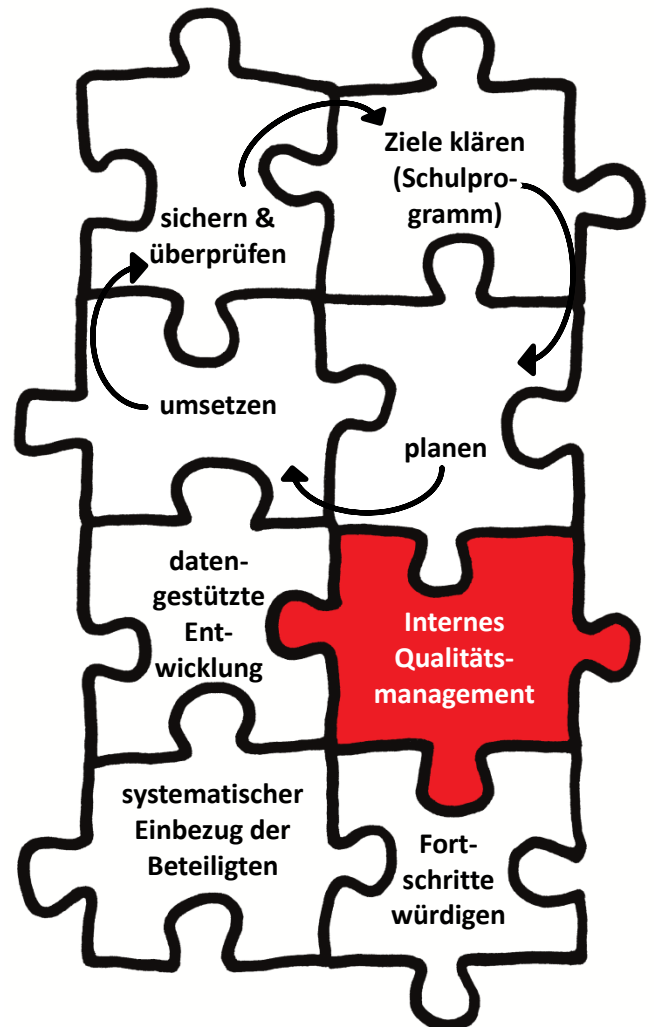 Ziele klären
(Schulpro-
gramm)
sichern &
überprüfen
umsetzen
planen
daten-
gestützte
Ent-
wicklung
Internes
Qualitäts-
management
systematischer
Einbezug der
Beteiligten
Fort-
schritte
würdigen